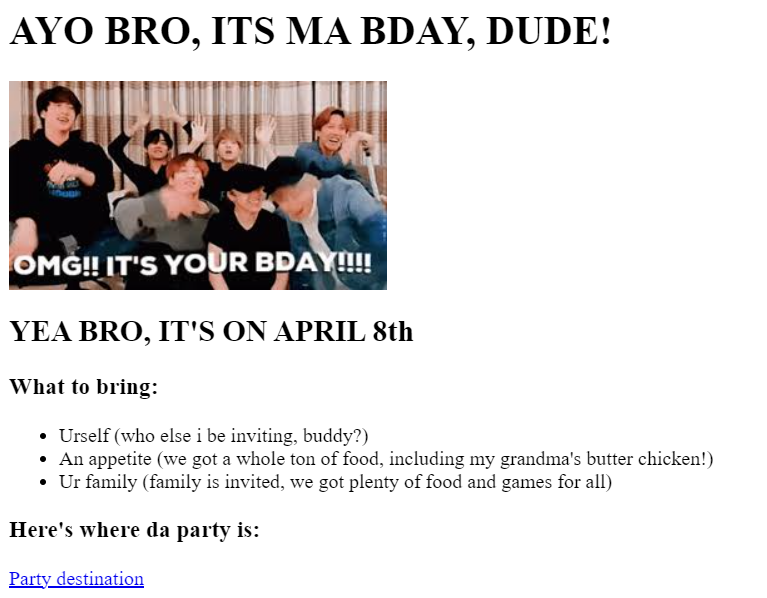 AYO BRO, ITS MA BDAY, DUDE!
OMG!! IT'S YOUR BDAY!!!!
YEA BRO, IT'S ON APRIL 8th
What to bring:
• Urself (who else i be inviting, buddy?)
• An appetite (we got a whole ton of food, including my grandma's butter chicken!)
• Ur family (family is invited, we got plenty of food and games for all)
Here's where da party is:
Party destination